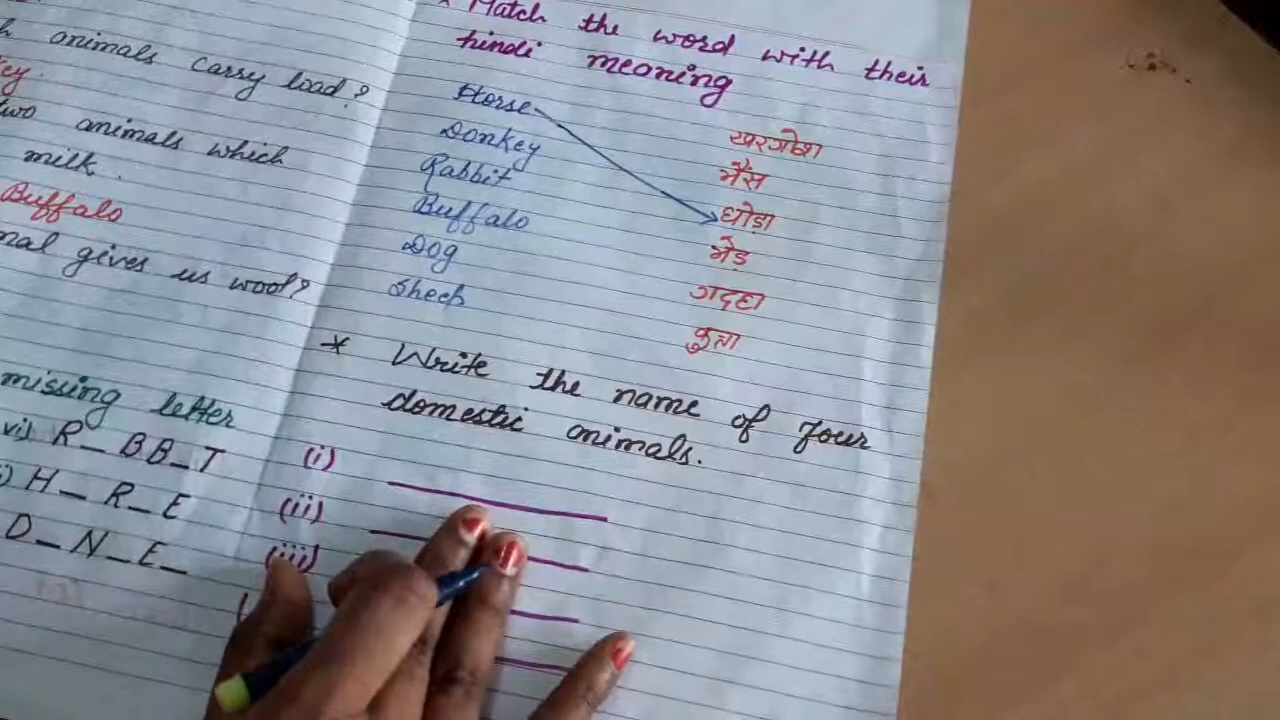 animals carry load?
two animals which
milk.
Buffalo
gives us wool?
missing letter
vi) R_BB_T
H_R_E
D_N_E_
* Match the word with their
hindi meaning
Horse
Donkey
Rabbit
Buffalo
Dog
Sheep
खरगोश
भैंस
घोड़ा
भेड़
गदहा
कुत्ता
* Write the name of four
domestic animals.
(i)
(ii)
(iii)